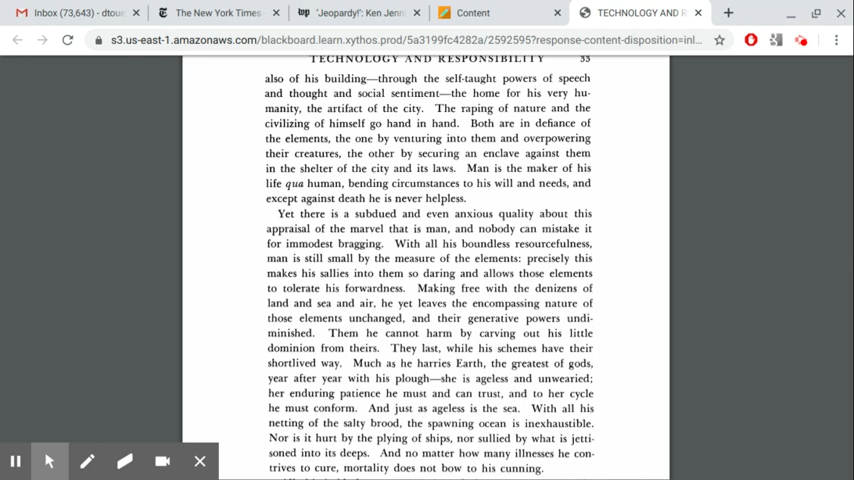 Inbox (73,643) - dtoue
The New York Times -
'Jeopardy!': Ken Jenn
Content
TECHNOLOGY AND R
s3.us-east-1.amazonaws.com/blackboard.learn.xythos.prod/5a3199fc4282a/2592595?response-content-disposition=inl...
TECHNOLOGY AND RESPONSIBILITY 33
also of his building—through the self-taught powers of speech
and thought and social sentiment—the home for his very hu-
manity, the artifact of the city. The raping of nature and the
civilizing of himself go hand in hand. Both are in defiance of
the elements, the one by venturing into them and overpowering
their creatures, the other by securing an enclave against them
in the shelter of the city and its laws. Man is the maker of his
life qua human, bending circumstances to his will and needs, and
except against death he is never helpless.
Yet there is a subdued and even anxious quality about this
appraisal of the marvel that is man, and nobody can mistake it
for immodest bragging. With all his boundless resourcefulness,
man is still small by the measure of the elements: precisely this
makes his sallies into them so daring and allows those elements
to tolerate his forwardness. Making free with the denizens of
land and sea and air, he yet leaves the encompassing nature of
those elements unchanged, and their generative powers undi-
minished. Them he cannot harm by carving out his little
dominion from theirs. They last, while his schemes have their
shortlived way. Much as he harries Earth, the greatest of gods,
year after year with his plough—she is ageless and unwearied;
her enduring patience he must and can trust, and to her cycle
he must conform. And just as ageless is the sea. With all his
netting of the salty brood, the spawning ocean is inexhaustible.
Nor is it hurt by the plying of ships, nor sullied by what is jetti-
soned into its deeps. And no matter how many illnesses he con-
trives to cure, mortality does not bow to his cunning.